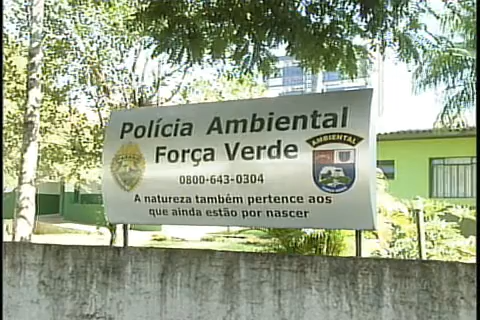 Polícia Ambiental
Força Verde
0800-643-0304
A natureza também pertence aos
que ainda estão por nascer
AMBIENTAL